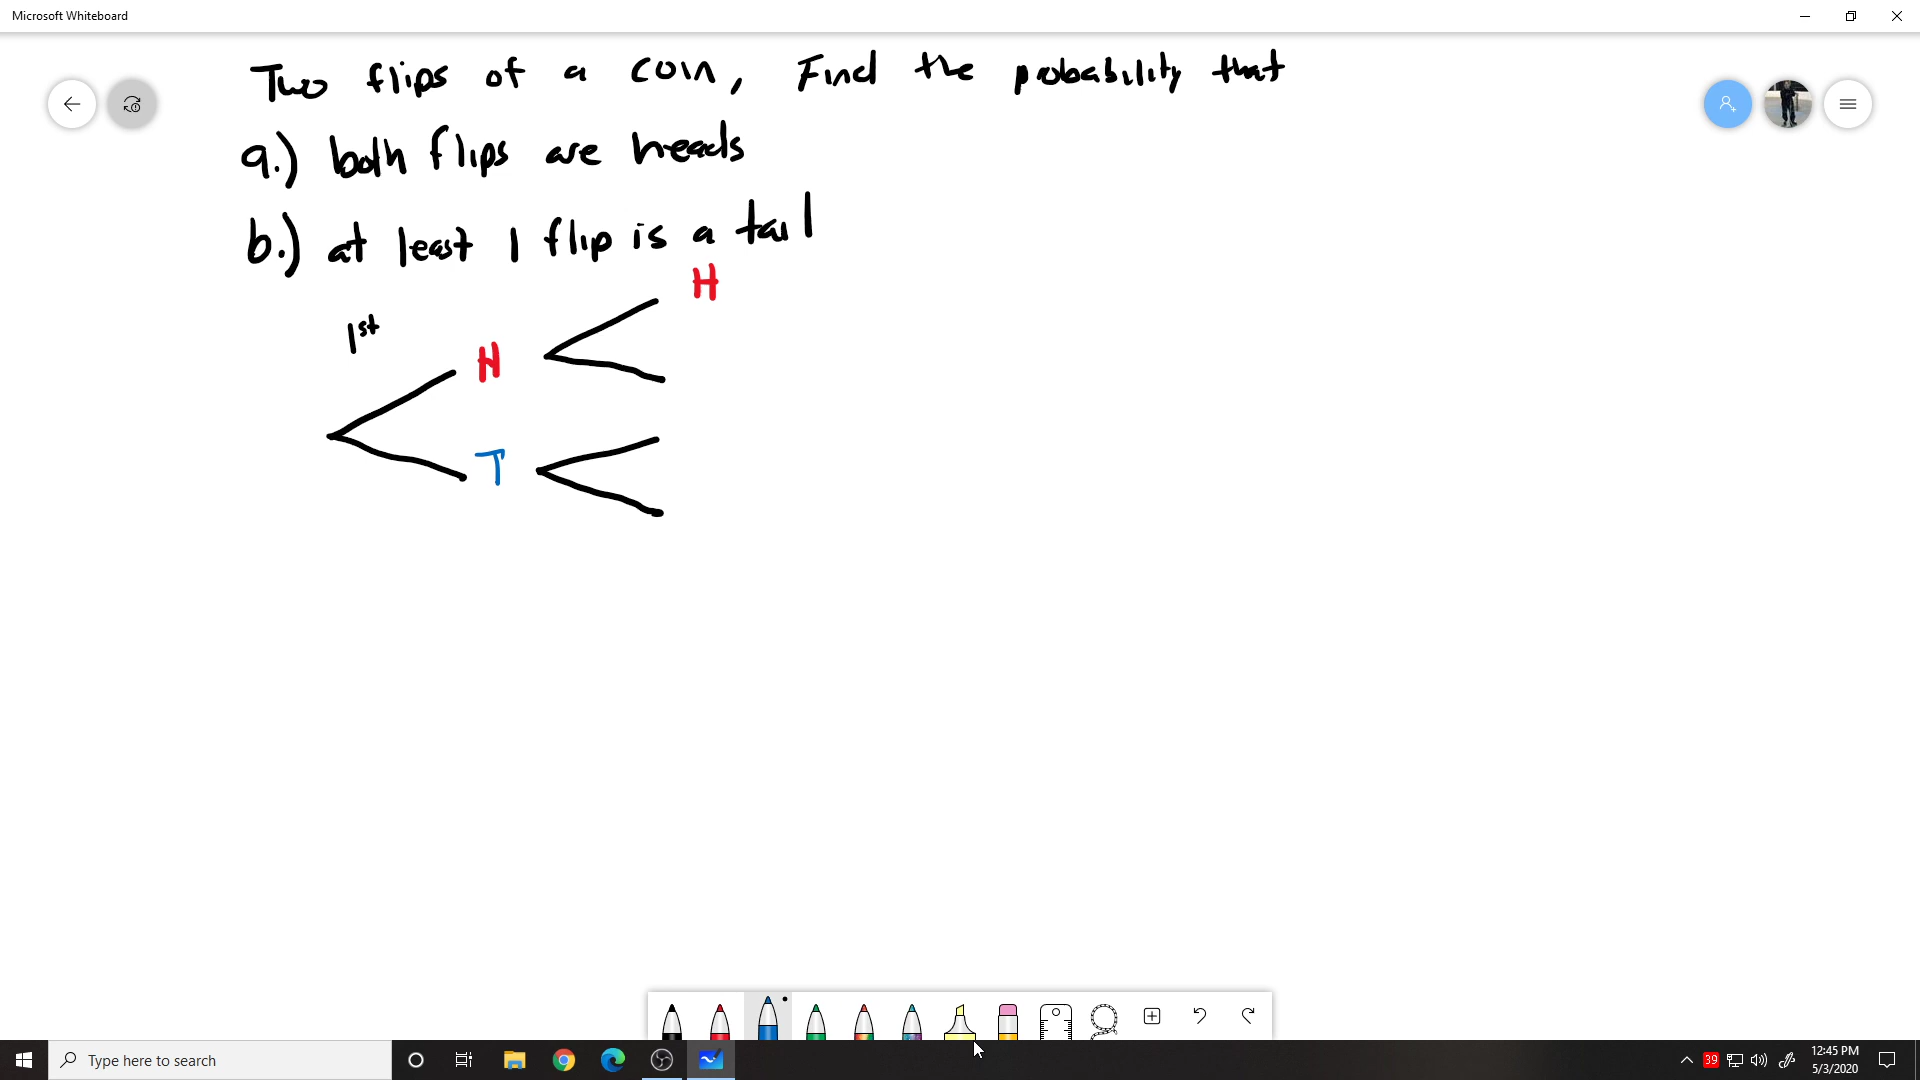 Microsoft Whiteboard
Two flips of a coin, Find the probability that
a.) both flips are heads
b.) at least 1 flip is a tail
H
1st
H
T
Type here to search
39
12:45 PM
5/3/2020